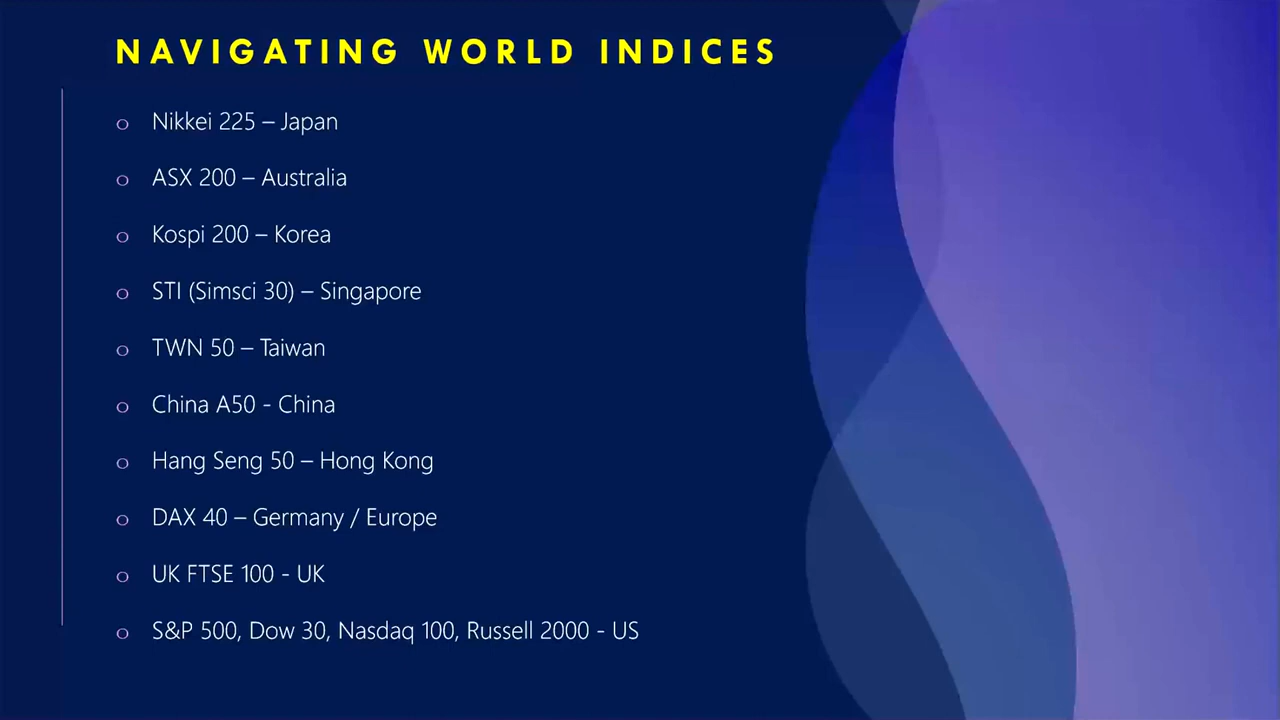 NAVIGATING WORLD INDICES
Nikkei 225 – Japan
ASX 200 – Australia
Kospi 200 – Korea
STI (Simsci 30) – Singapore
TWN 50 – Taiwan
China A50 - China
Hang Seng 50 – Hong Kong
DAX 40 – Germany / Europe
UK FTSE 100 - UK
S&P 500, Dow 30, Nasdaq 100, Russell 2000 - US